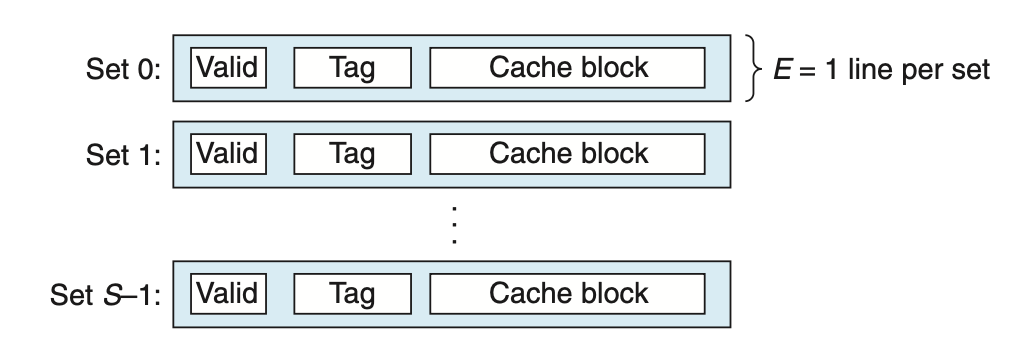 Set 0: Valid Tag Cache block E = 1 line per set
Set 1: Valid Tag Cache block
Set S–1: Valid Tag Cache block